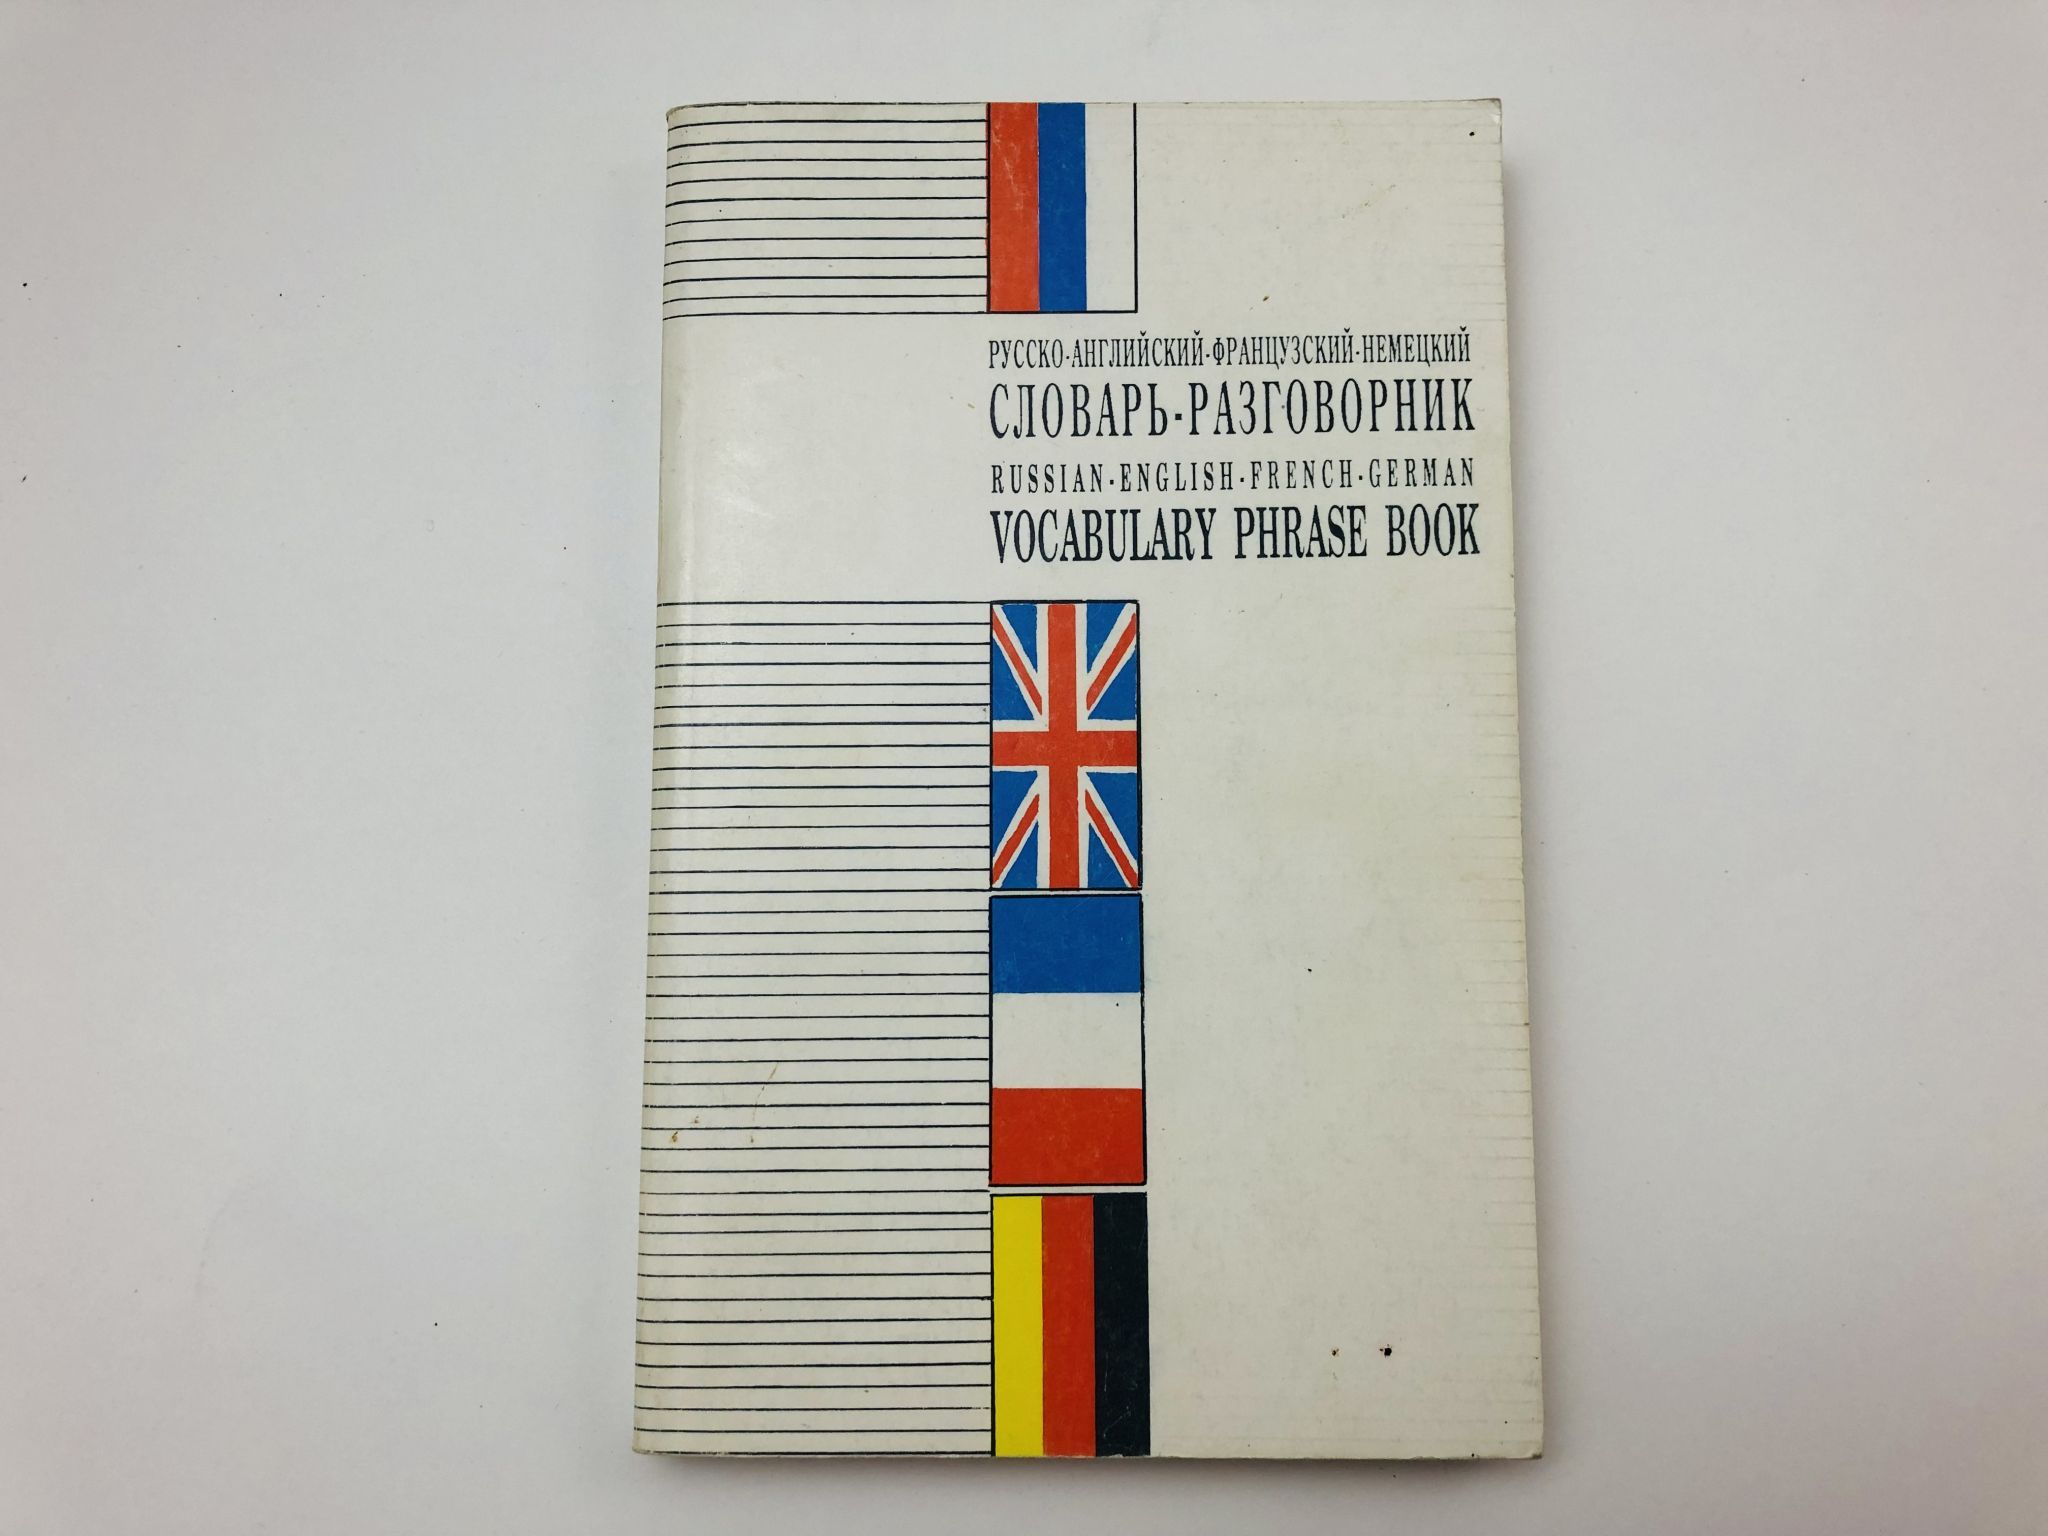 РУССКО-АНГЛИЙСКИЙ-ФРАНЦУЗСКИЙ-НЕМЕЦКИЙ
СЛОВАРЬ-РАЗГОВОРНИК
RUSSIAN-ENGLISH-FRENCH-GERMAN
VOCABULARY PHRASE BOOK